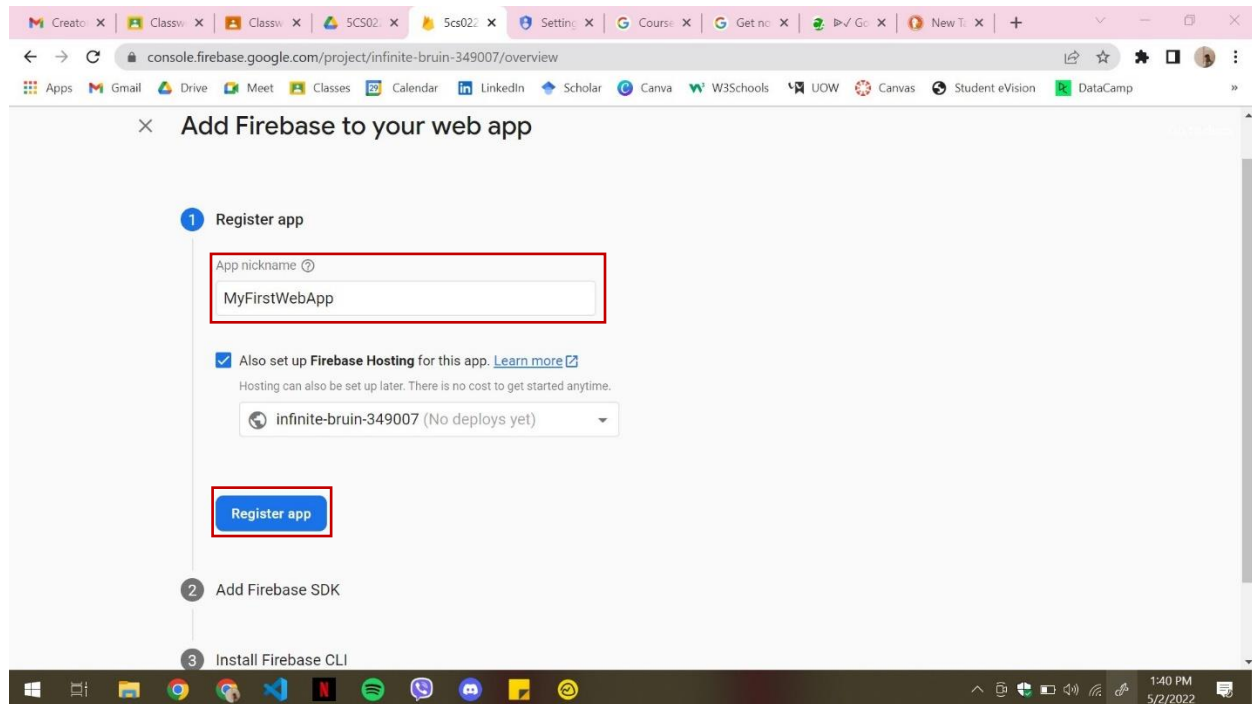 Creato
Classw
Classw
5CS02
5cs022
Setting
Course
Get no
Go
New Ta
console.firebase.google.com/project/infinite-bruin-349007/overview
Apps
Gmail
Drive
Meet
Classes
Calendar
LinkedIn
Scholar
Canva
W3Schools
UOW
Canvas
Student eVision
DataCamp
»
Add Firebase to your web app
1 Register app
App nickname
MyFirstWebApp
Also set up Firebase Hosting for this app. Learn more
Hosting can also be set up later. There is no cost to get started anytime.
infinite-bruin-349007 (No deploys yet)
Register app
2 Add Firebase SDK
3 Install Firebase CLI
1:40 PM
5/2/2022